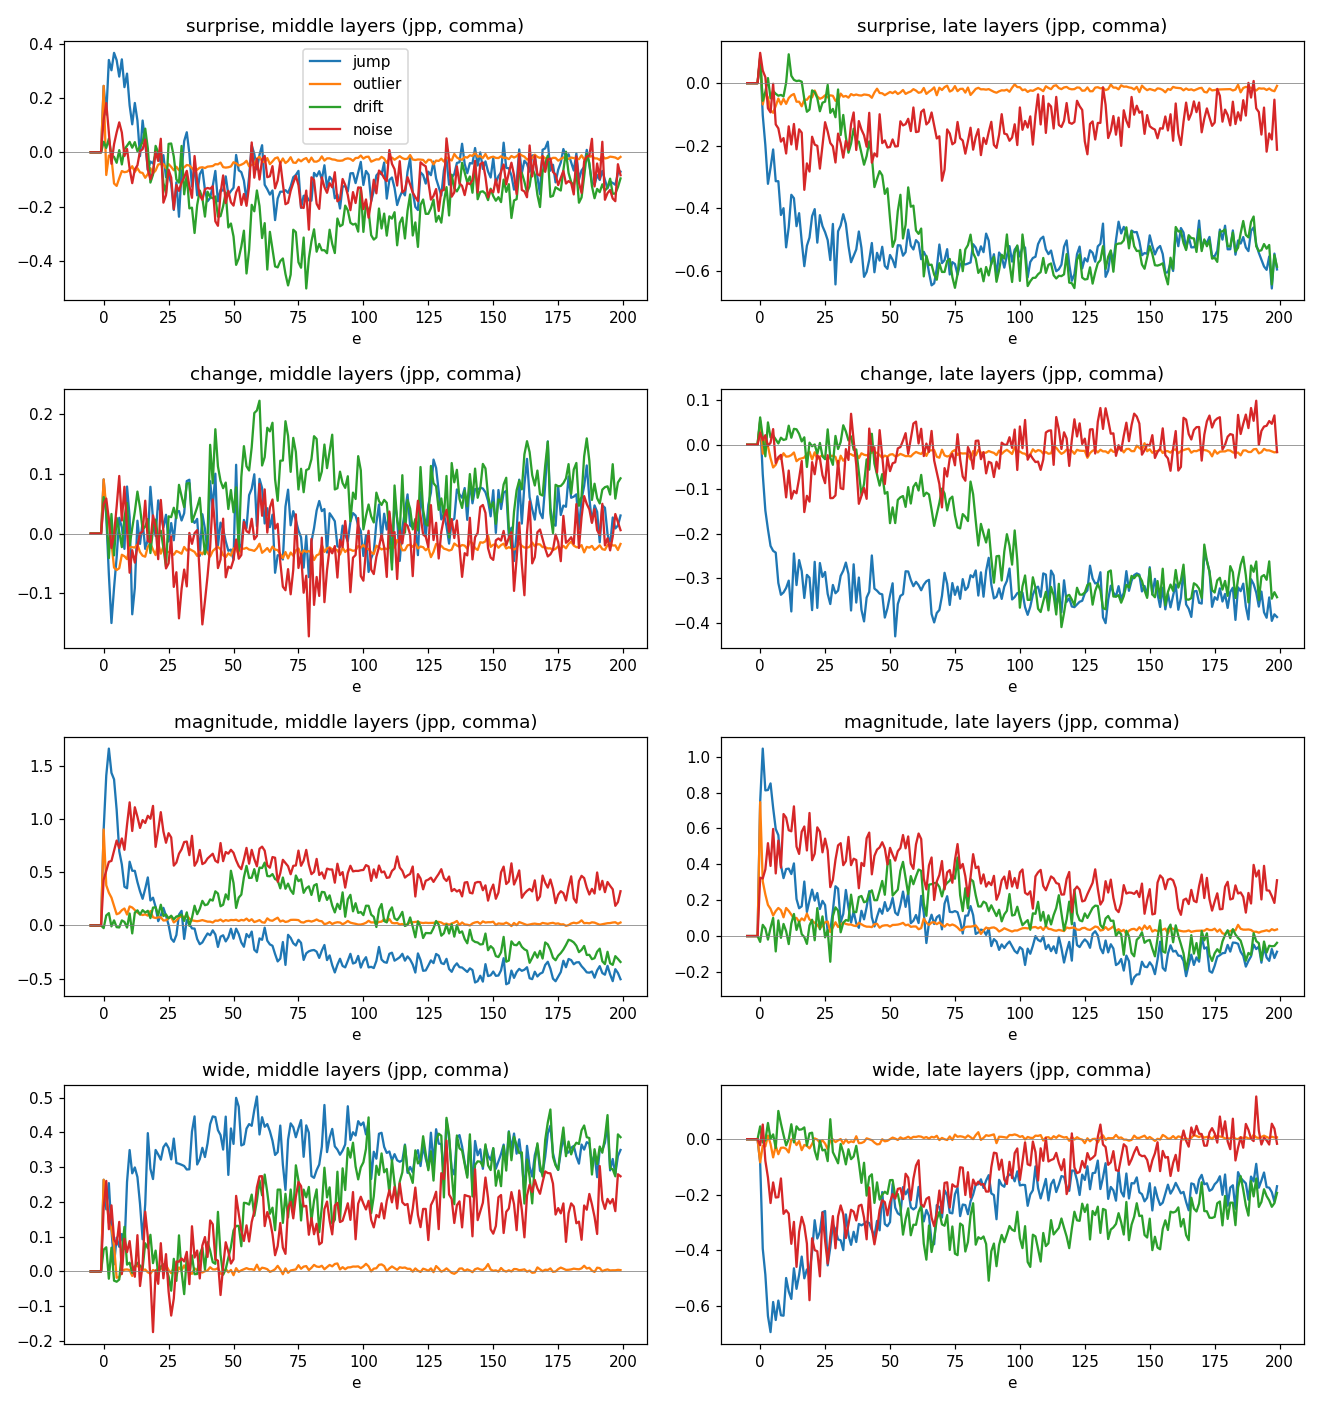 surprise, middle layers (jpp, comma)
0.4
0.2
0.0
−0.2
−0.4
jump
outlier
drift
noise
0 25 50 75 100 125 150 175 200
e
surprise, late layers (jpp, comma)
0.0
−0.2
−0.4
−0.6
0 25 50 75 100 125 150 175 200
e
change, middle layers (jpp, comma)
0.2
0.1
0.0
−0.1
0 25 50 75 100 125 150 175 200
e
change, late layers (jpp, comma)
0.1
0.0
−0.1
−0.2
−0.3
−0.4
0 25 50 75 100 125 150 175 200
e
magnitude, middle layers (jpp, comma)
1.5
1.0
0.5
0.0
−0.5
0 25 50 75 100 125 150 175 200
e
magnitude, late layers (jpp, comma)
1.0
0.8
0.6
0.4
0.2
0.0
−0.2
0 25 50 75 100 125 150 175 200
e
wide, middle layers (jpp, comma)
0.5
0.4
0.3
0.2
0.1
0.0
−0.1
−0.2
0 25 50 75 100 125 150 175 200
e
wide, late layers (jpp, comma)
0.0
−0.2
−0.4
−0.6
0 25 50 75 100 125 150 175 200
e